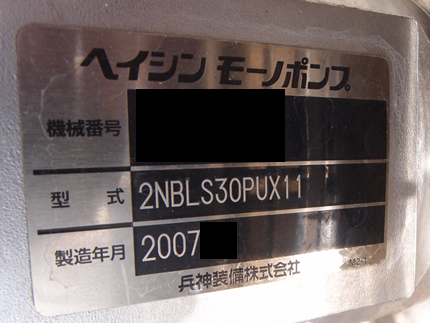 ヘイシン モーノポンプ
機械番号
型式 2NBLS30PUX11
製造年月 2007
兵神装備株式会社